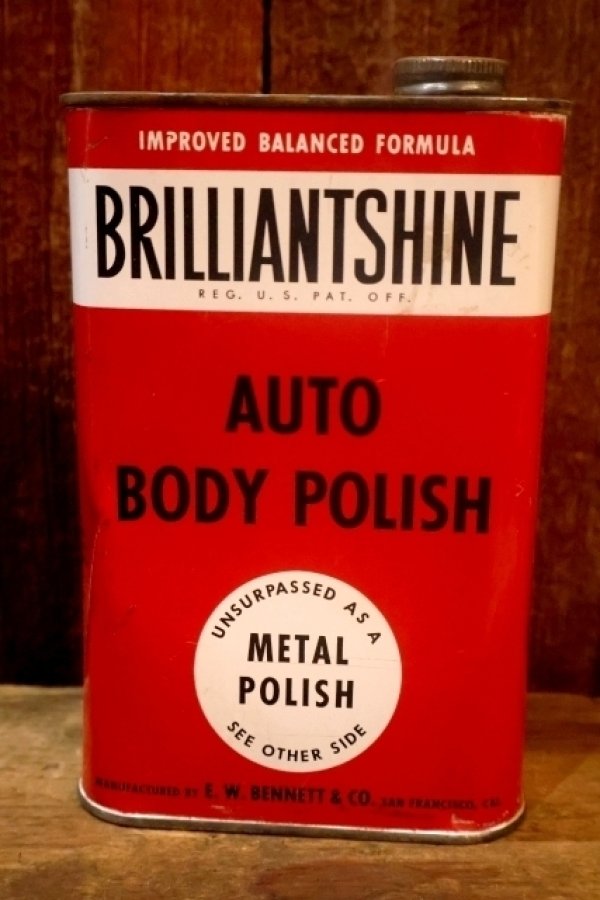 IMPROVED BALANCED FORMULA
BRILLIANTSHINE
REG. U. S. PAT. OFF.
AUTO
BODY POLISH
UNSURPASSED AS A
METAL
POLISH
SEE OTHER SIDE
MANUFACTURED BY E. W. BENNETT & CO. SAN FRANCISCO, CAL.